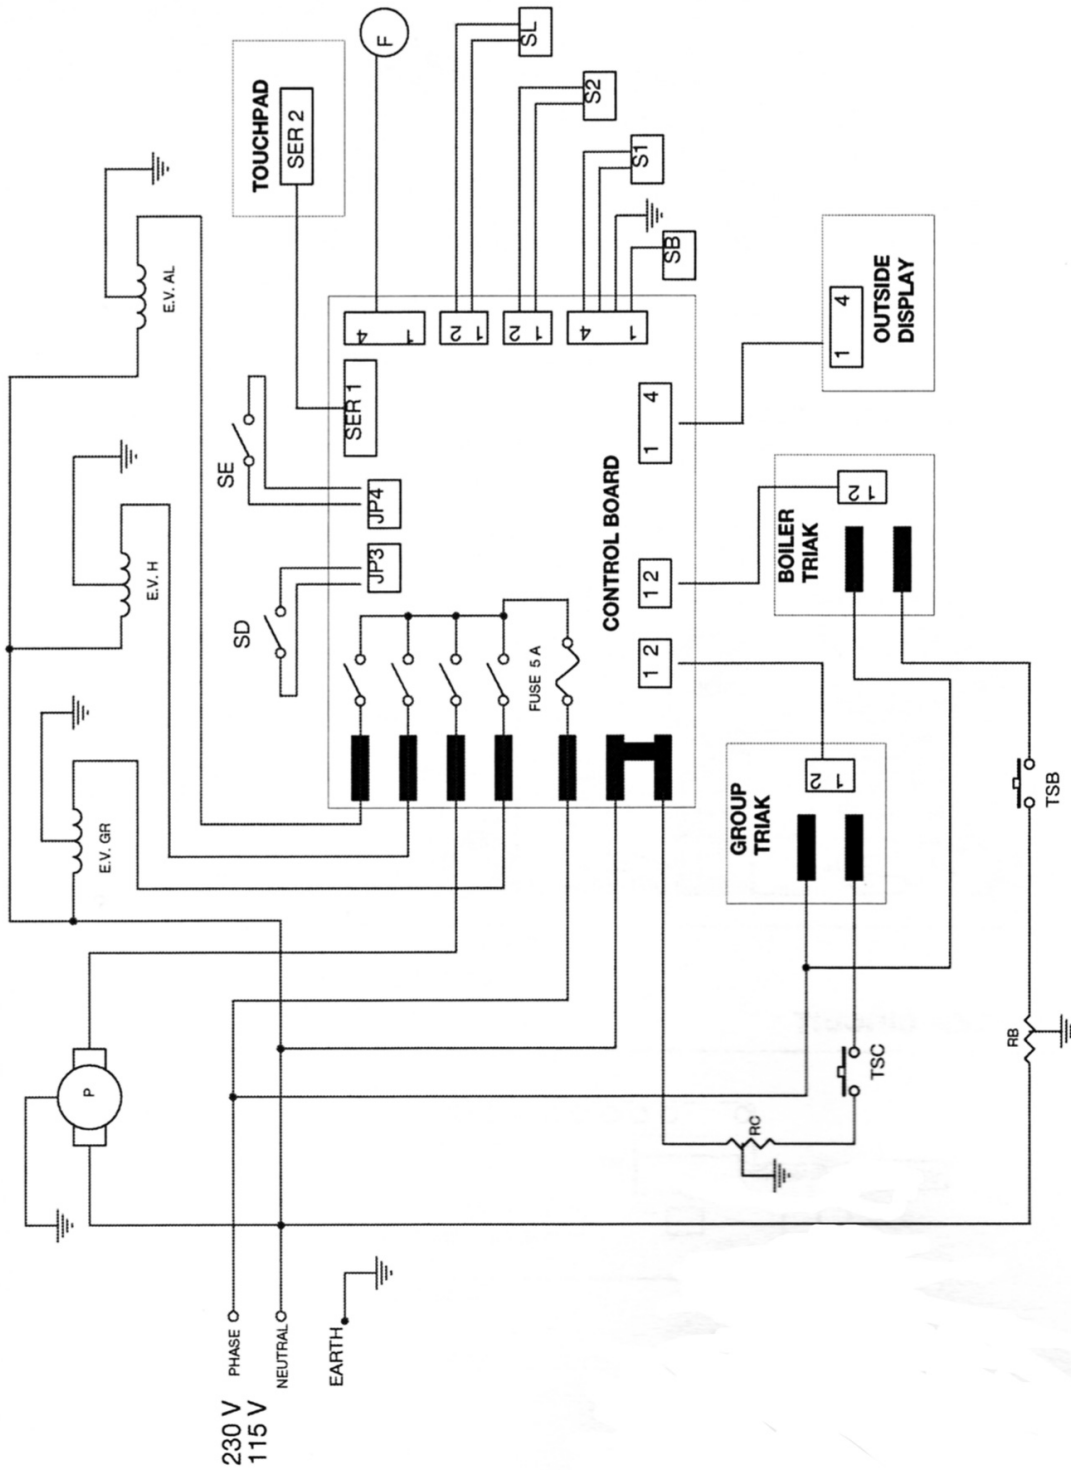 230 V
115 V
PHASE
NEUTRAL
EARTH
P
E.V. GR
E.V. H
E.V. AL
SD
SE
TOUCHPAD
SER 2
F
SL
S2
S1
SB
4 1
1 2
1 2
4 1
SER 1
JP4
JP3
FUSE 5 A
CONTROL BOARD
1 2
1 2
1 4
OUTSIDE
DISPLAY
1 4
BOILER
TRIAK
1 2
GROUP
TRIAK
1 2
TSB
TSC
RC
RB